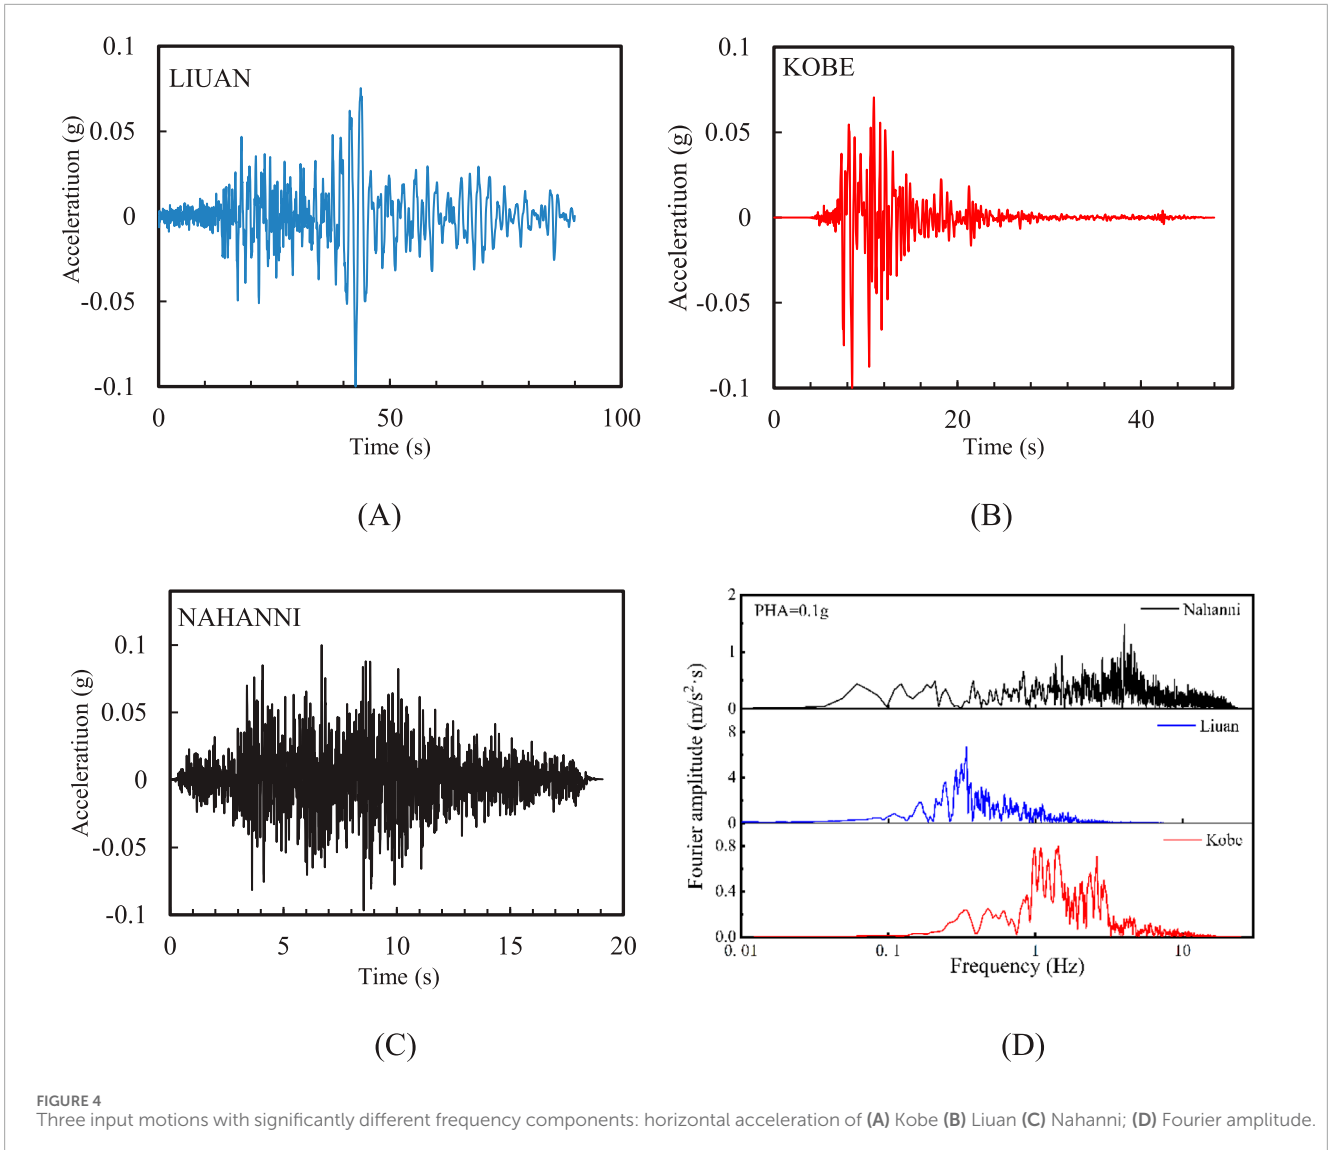 LIUAN
0.1
0.05
0
-0.05
-0.1
Acceleratiuon (g)
0 50 100
Time (s)
(A)
KOBE
0.1
0.05
0
-0.05
-0.1
Acceleratiuon (g)
0 20 40
Time (s)
(B)
NAHANNI
0.1
0.05
0
-0.05
-0.1
Acceleratiuon (g)
0 5 10 15 20
Time (s)
(C)
PHA=0.1g
Nahanni
2
1
0
Liuan
8
4
0
Kobe
0.8
0.4
0.0
Fourier amplitude (m/s²·s)
0.01 0.1 1 10
Frequency (Hz)
(D)
FIGURE 4
Three input motions with significantly different frequency components: horizontal acceleration of (A) Kobe (B) Liuan (C) Nahanni; (D) Fourier amplitude.